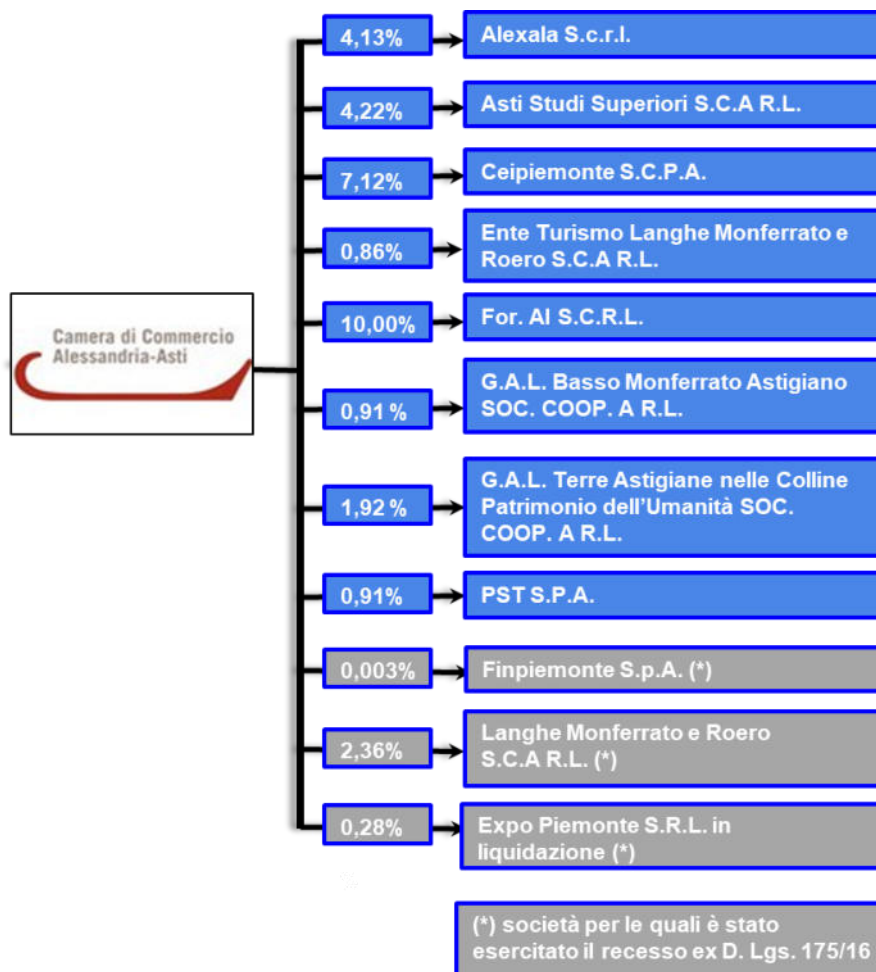 4,13%
Alexala S.c.r.l.
4,22%
Asti Studi Superiori S.C.A R.L.
7,12%
Ceipiemonte S.C.P.A.
0,86%
Ente Turismo Langhe Monferrato e
Roero S.C.A R.L.
Camera di Commercio
Alessandria-Asti
10,00%
For. Al S.C.R.L.
0,91 %
G.A.L. Basso Monferrato Astigiano
SOC. COOP. A R.L.
1,92 %
G.A.L. Terre Astigiane nelle Colline
Patrimonio dell'Umanità SOC.
COOP. A R.L.
0,91%
PST S.P.A.
0,003%
Finpiemonte S.p.A. (*)
2,36%
Langhe Monferrato e Roero
S.C.A R.L. (*)
0,28%
Expo Piemonte S.R.L. in
liquidazione (*)
(*) società per le quali è stato
esercitato il recesso ex D. Lgs. 175/16